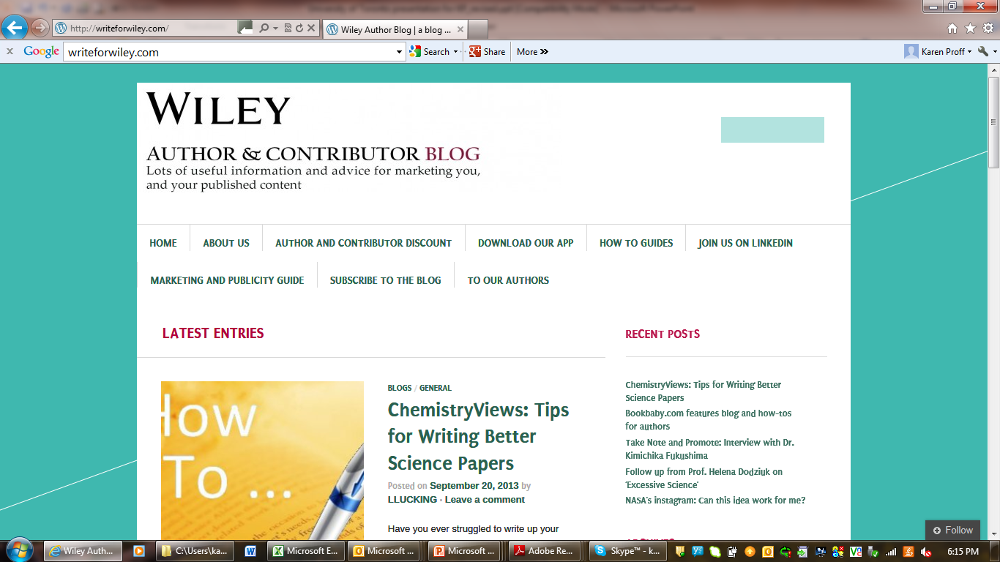 http://writeforwiley.com/
Wiley Author Blog | a blog ...
x Google writeforwiley.com Search Share More »
Karen Proff
WILEY
AUTHOR & CONTRIBUTOR BLOG
Lots of useful information and advice for marketing you,
and your published content
HOME ABOUT US AUTHOR AND CONTRIBUTOR DISCOUNT DOWNLOAD OUR APP HOW TO GUIDES JOIN US ON LINKEDIN
MARKETING AND PUBLICITY GUIDE SUBSCRIBE TO THE BLOG TO OUR AUTHORS
LATEST ENTRIES
How
To ...
BLOGS / GENERAL
ChemistryViews: Tips
for Writing Better
Science Papers
Posted on September 20, 2013 by
LLUCKING • Leave a comment
Have you ever struggled to write up your
RECENT POSTS
ChemistryViews: Tips for Writing Better
Science Papers
Bookbaby.com features blog and how-tos
for authors
Take Note and Promote: Interview with Dr.
Kimichika Fukushima
Follow up from Prof. Helena Dodziuk on
'Excessive Science'
NASA's instagram: Can this idea work for me?
Follow
Wiley Auth... C:\Users\ka... Microsoft E... Microsoft ... Microsoft ... Adobe Re... Skype™ - k... 6:15 PM